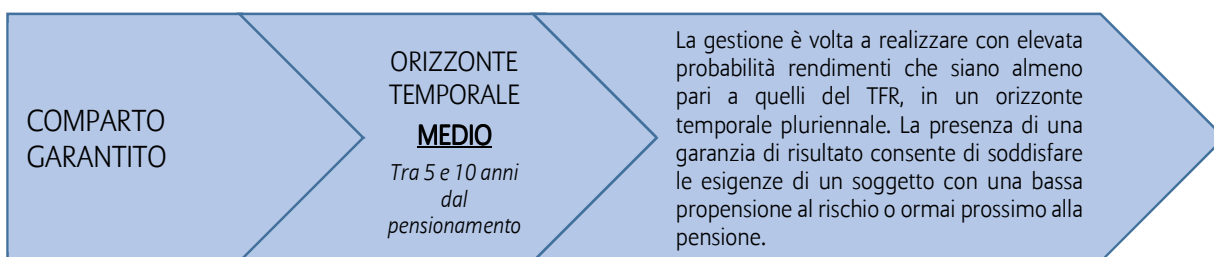 COMPARTO
GARANTITO
ORIZZONTE
TEMPORALE
MEDIO
Tra 5 e 10 anni
dal
pensionamento
La gestione è volta a realizzare con elevata
probabilità rendimenti che siano almeno
pari a quelli del TFR, in un orizzonte
temporale pluriennale. La presenza di una
garanzia di risultato consente di soddisfare
le esigenze di un soggetto con una bassa
propensione al rischio o ormai prossimo alla
pensione.